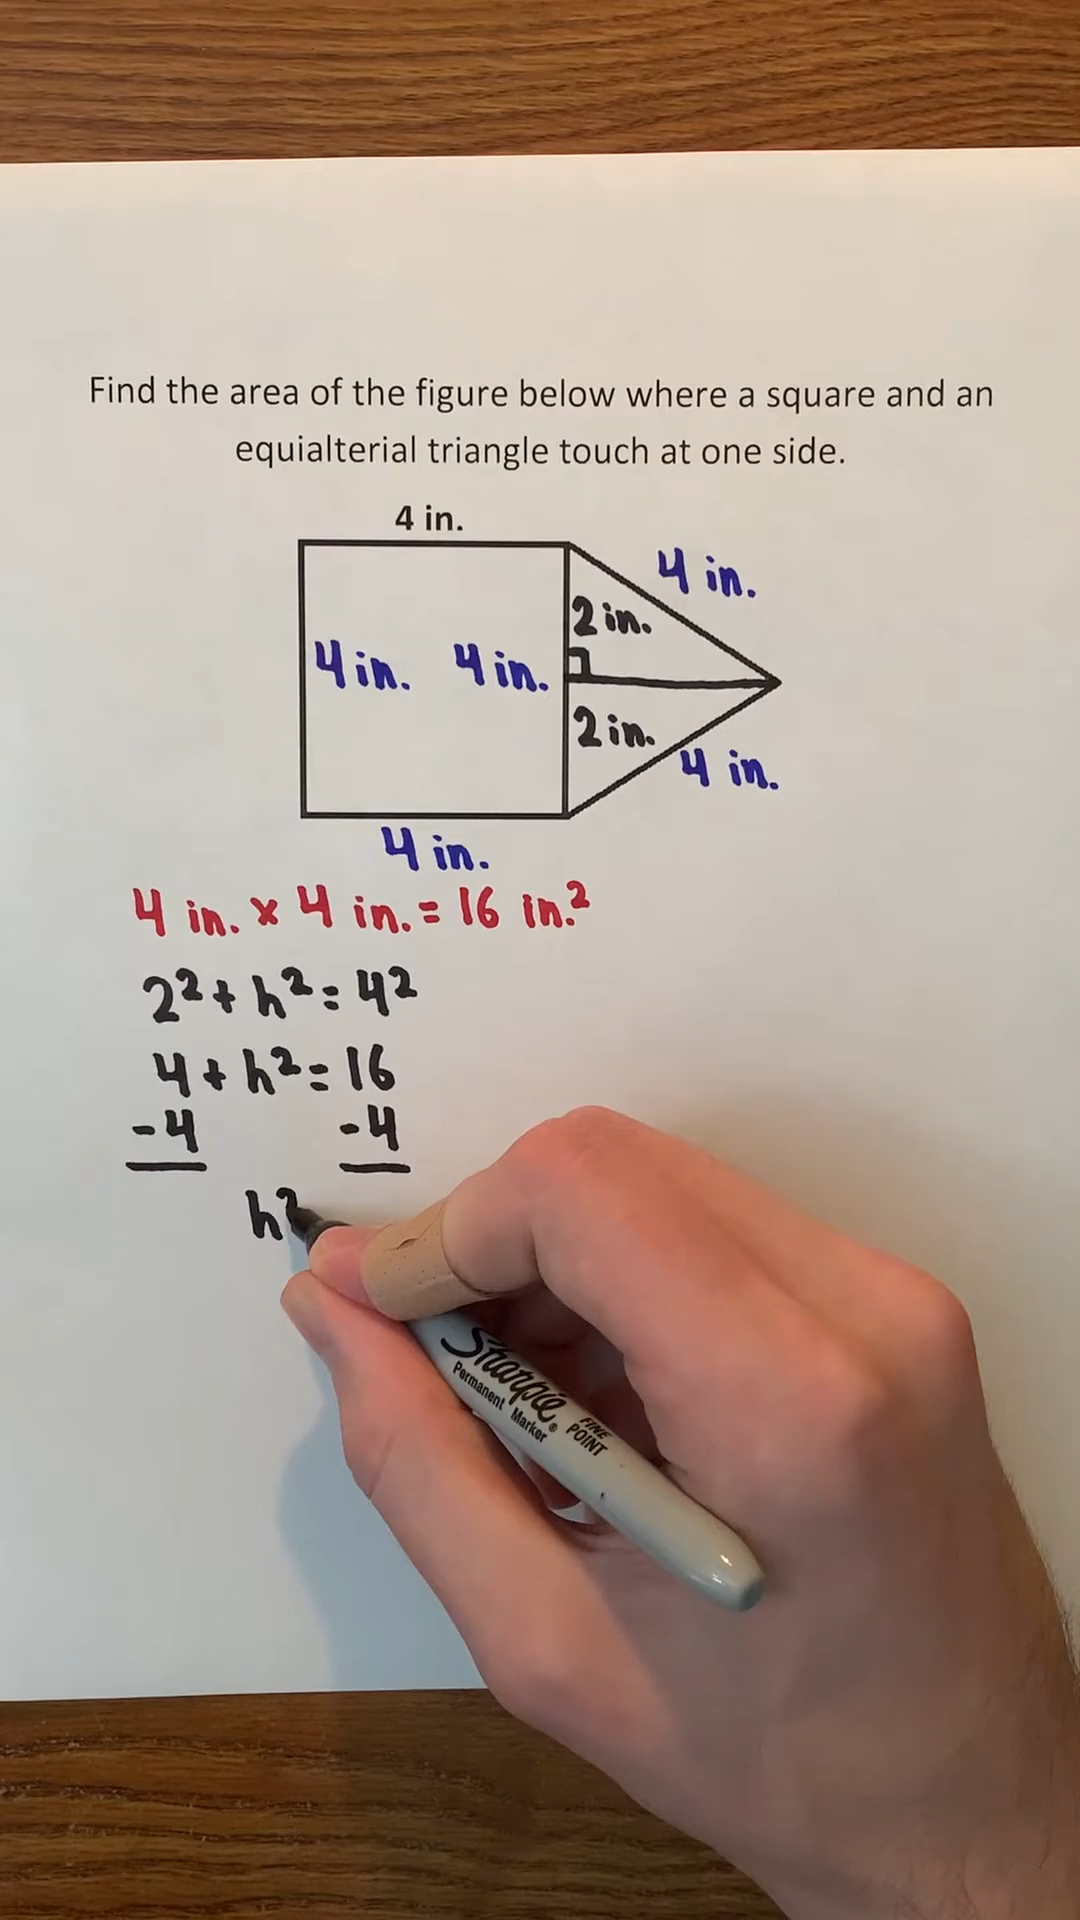 Find the area of the figure below where a square and an
equialterial triangle touch at one side.
4 in.
4 in.
2 in.
4 in. 4 in.
2 in.
4 in.
4 in.
4 in. x 4 in. = 16 in.²
2² + h² = 4²
4 + h² = 16
-4 -4
h²
Sharpie®
Permanent Marker
FINE
POINT